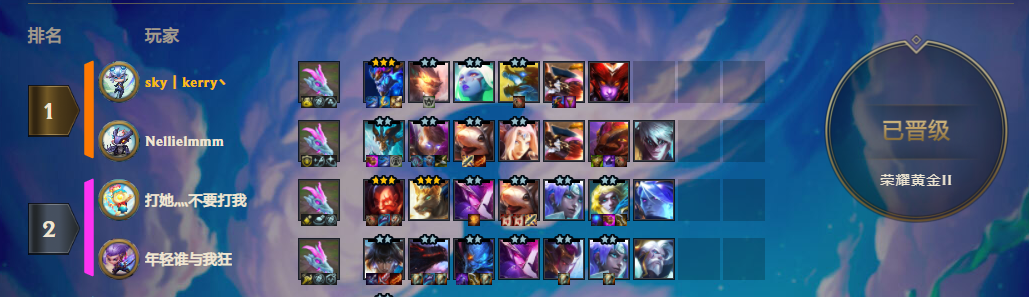 排名 玩家
1
sky丨kerry丶
Nellielmmm
已晋级
荣耀黄金II
2
打她灬不要打我
年轻谁与我狂